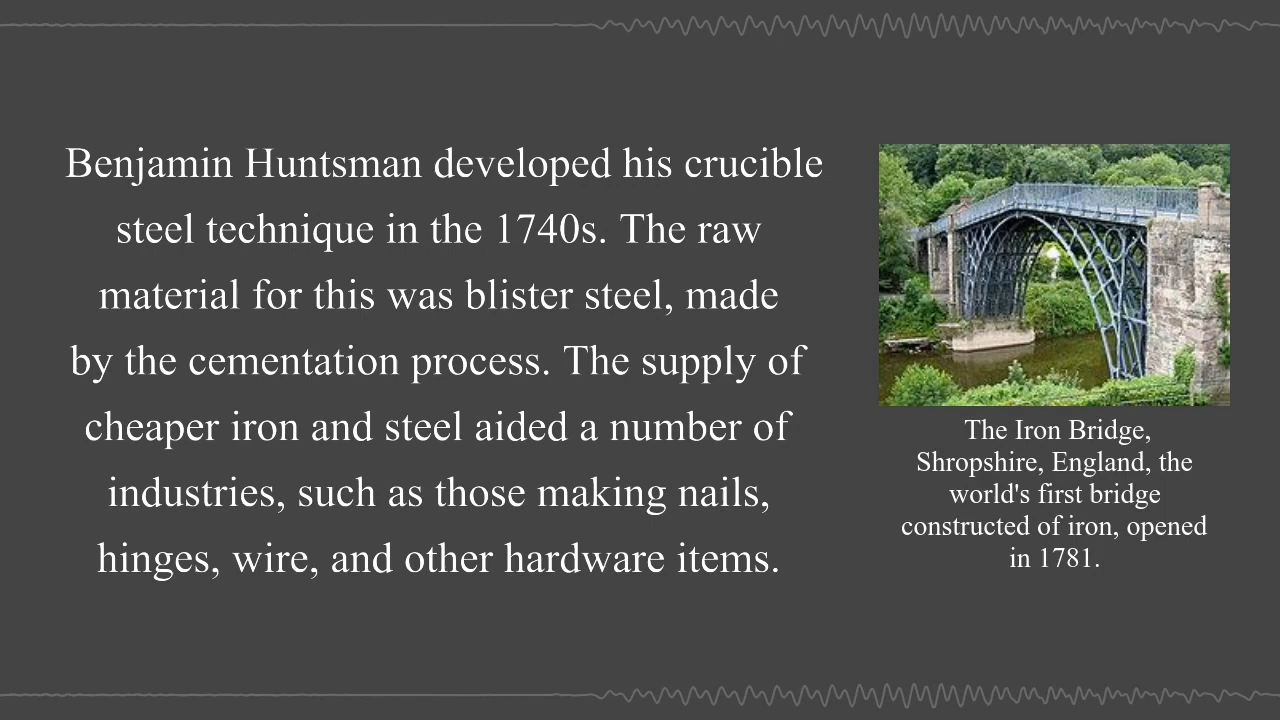 Benjamin Huntsman developed his crucible
steel technique in the 1740s. The raw
material for this was blister steel, made
by the cementation process. The supply of
cheaper iron and steel aided a number of
industries, such as those making nails,
hinges, wire, and other hardware items.
The Iron Bridge,
Shropshire, England, the
world's first bridge
constructed of iron, opened
in 1781.